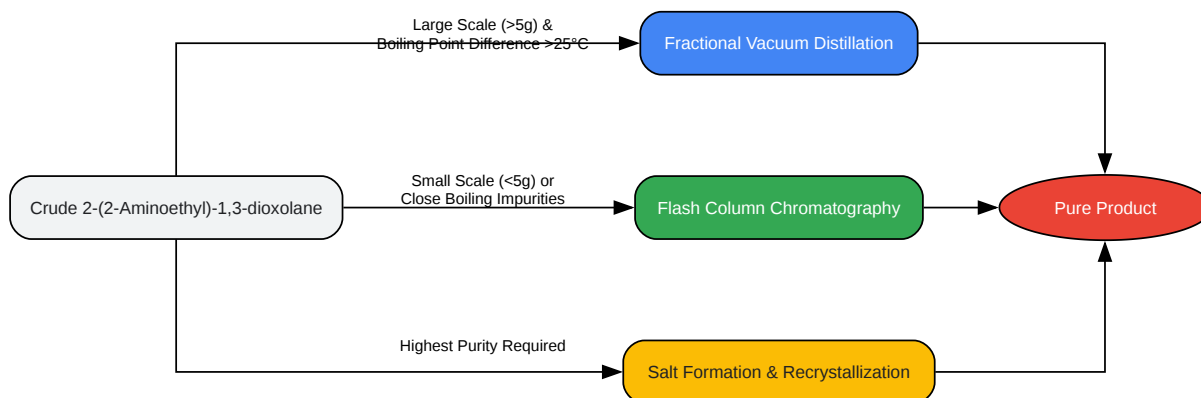 Large Scale (>5g) &
Boiling Point Difference >25°C
Fractional Vacuum Distillation
Crude 2-(2-Aminoethyl)-1,3-dioxolane
Small Scale (<5g) or
Close Boiling Impurities
Flash Column Chromatography
Pure Product
Highest Purity Required
Salt Formation & Recrystallization